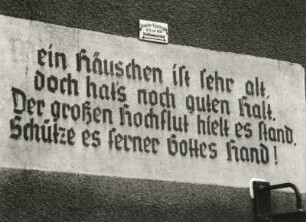 ein Häuschen ist sehr alt,
doch hat's noch guten Halt.
Der großen Hochflut hielt es stand,
Schütze es ferner Gottes Hand!